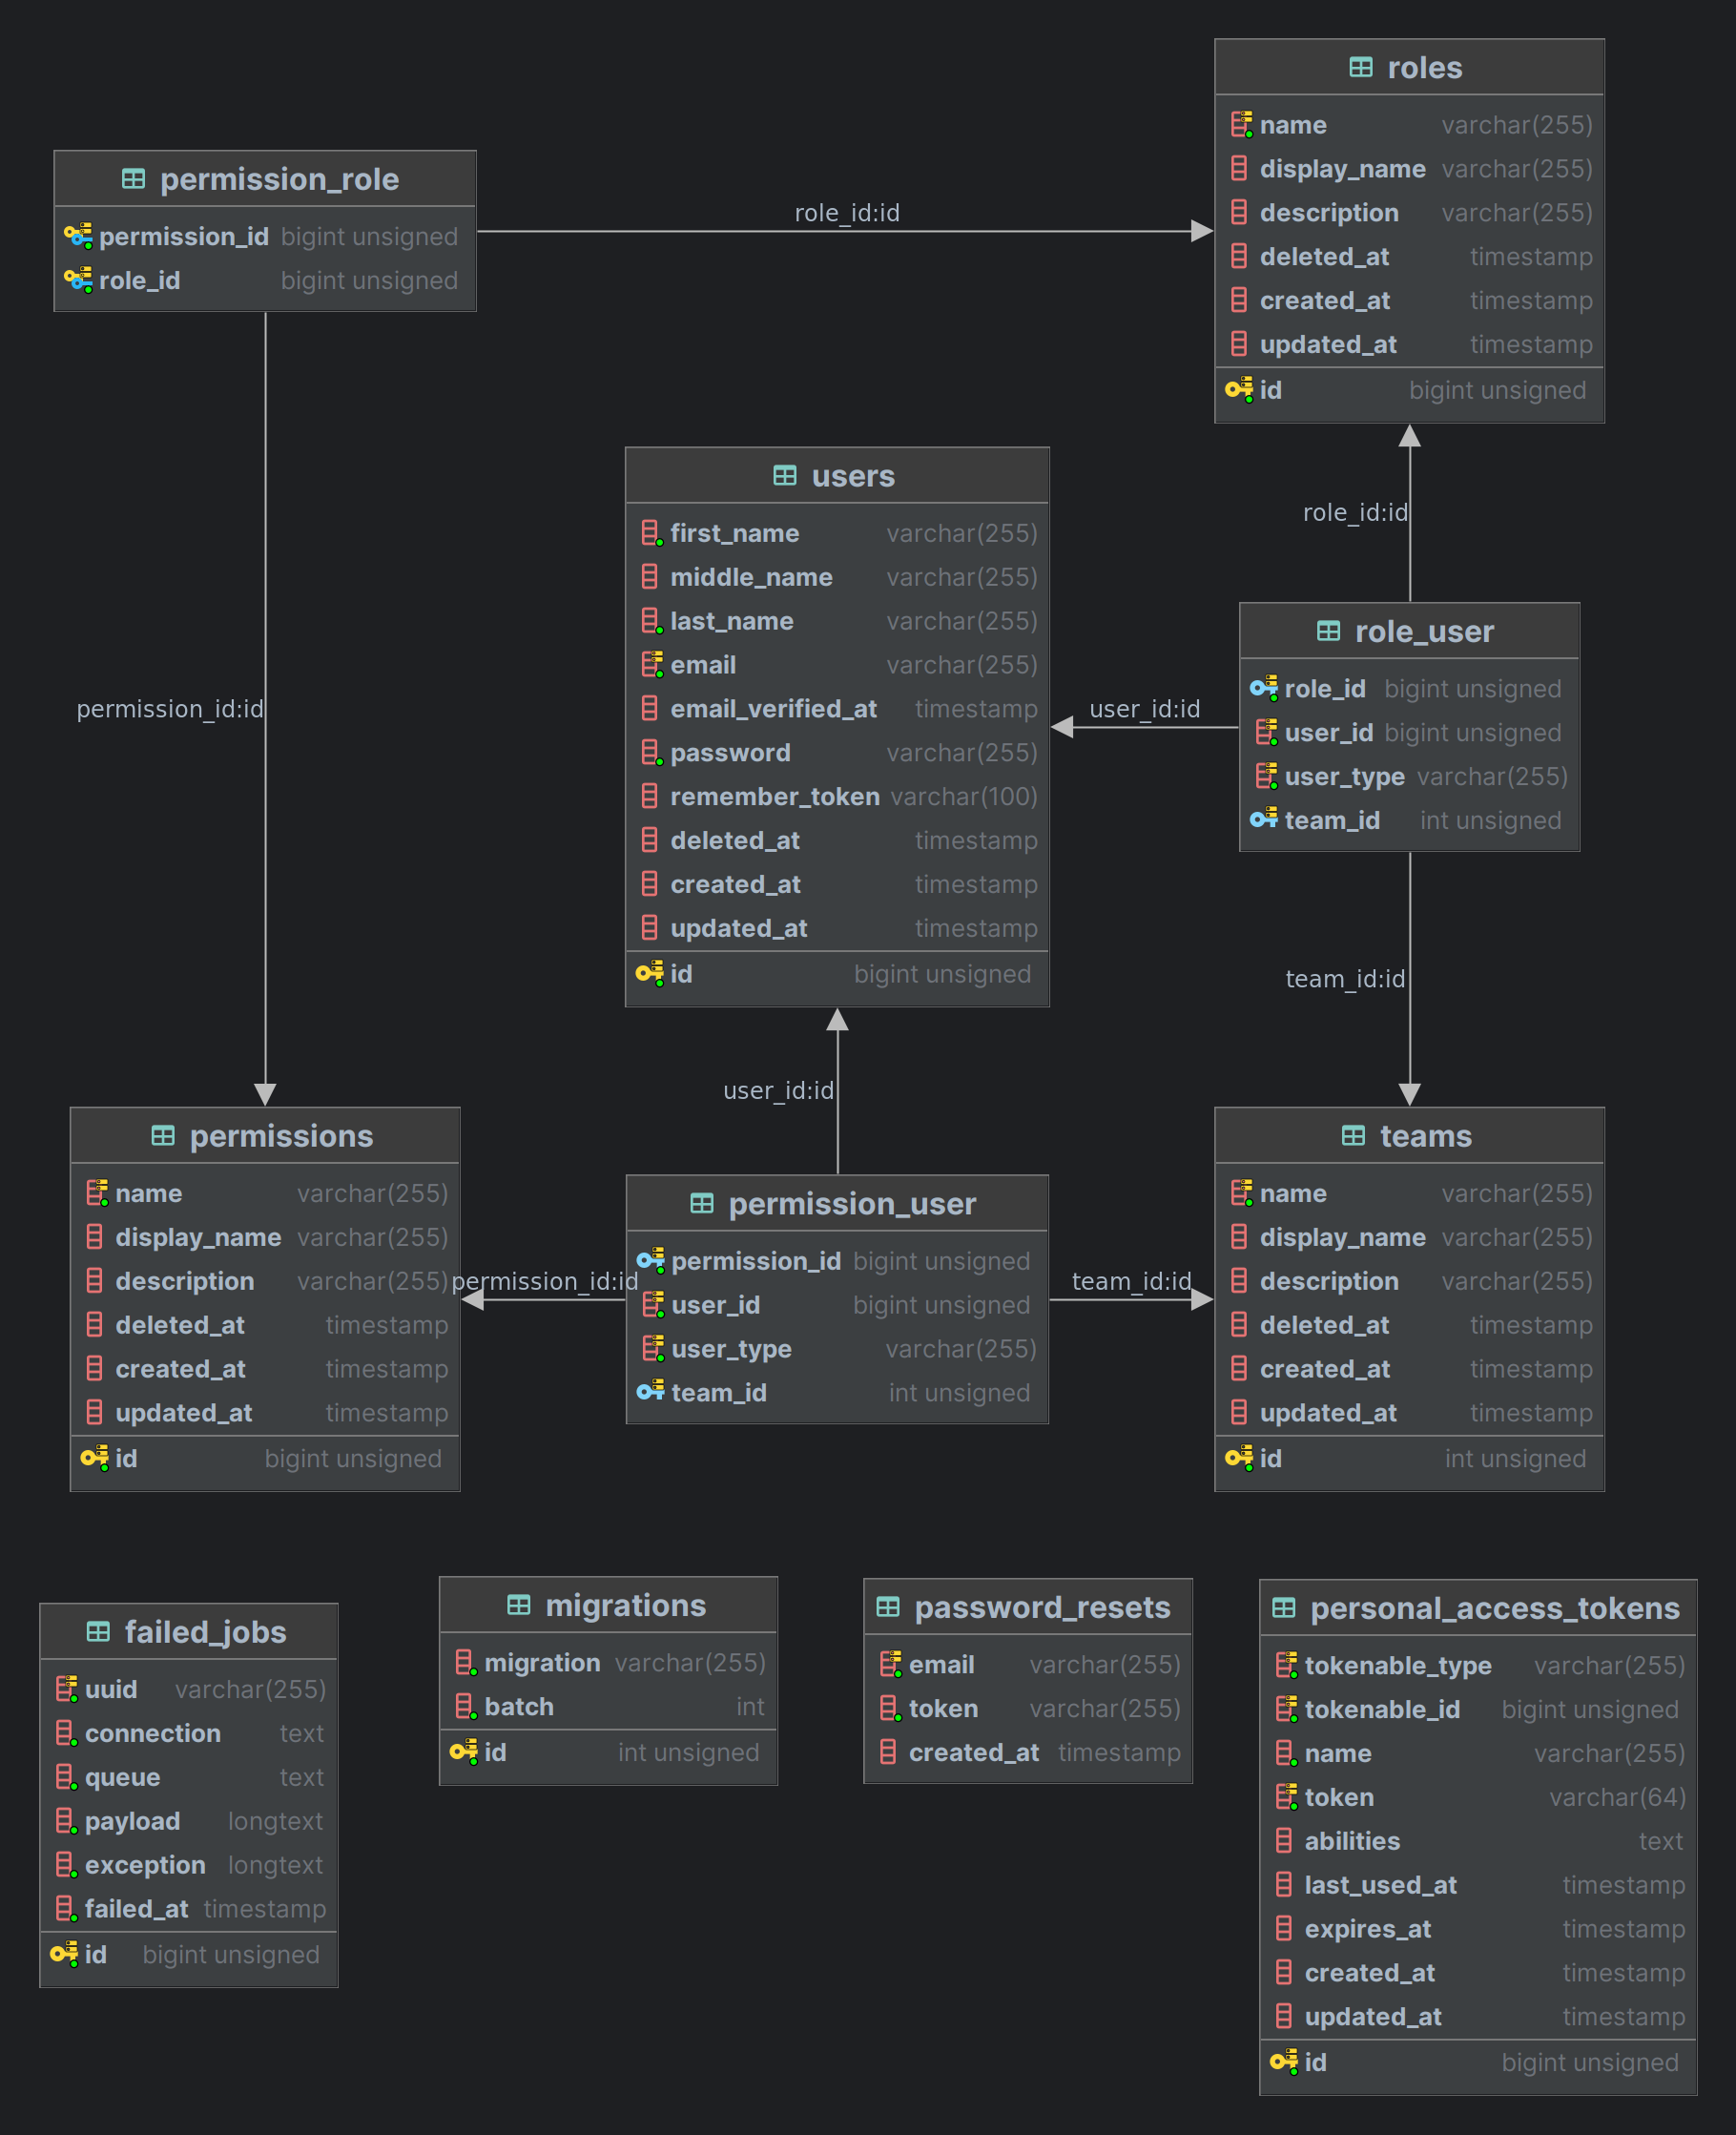 roles
name varchar(255)
display_name varchar(255)
description varchar(255)
deleted_at timestamp
created_at timestamp
updated_at timestamp
id bigint unsigned
permission_role
permission_id bigint unsigned
role_id bigint unsigned
role_id:id
users
first_name varchar(255)
middle_name varchar(255)
last_name varchar(255)
email varchar(255)
email_verified_at timestamp
password varchar(255)
remember_token varchar(100)
deleted_at timestamp
created_at timestamp
updated_at timestamp
id bigint unsigned
role_id:id
role_user
role_id bigint unsigned
user_id bigint unsigned
user_type varchar(255)
team_id int unsigned
user_id:id
permission_id:id
team_id:id
user_id:id
permissions
name varchar(255)
display_name varchar(255)
description varchar(255)
deleted_at timestamp
created_at timestamp
updated_at timestamp
id bigint unsigned
permission_id:id
permission_user
permission_id bigint unsigned
user_id bigint unsigned
user_type varchar(255)
team_id int unsigned
team_id:id
teams
name varchar(255)
display_name varchar(255)
description varchar(255)
deleted_at timestamp
created_at timestamp
updated_at timestamp
id int unsigned
failed_jobs
uuid varchar(255)
connection text
queue text
payload longtext
exception longtext
failed_at timestamp
id bigint unsigned
migrations
migration varchar(255)
batch int
id int unsigned
password_resets
email varchar(255)
token varchar(255)
created_at timestamp
personal_access_tokens
tokenable_type varchar(255)
tokenable_id bigint unsigned
name varchar(255)
token varchar(64)
abilities text
last_used_at timestamp
expires_at timestamp
created_at timestamp
updated_at timestamp
id bigint unsigned